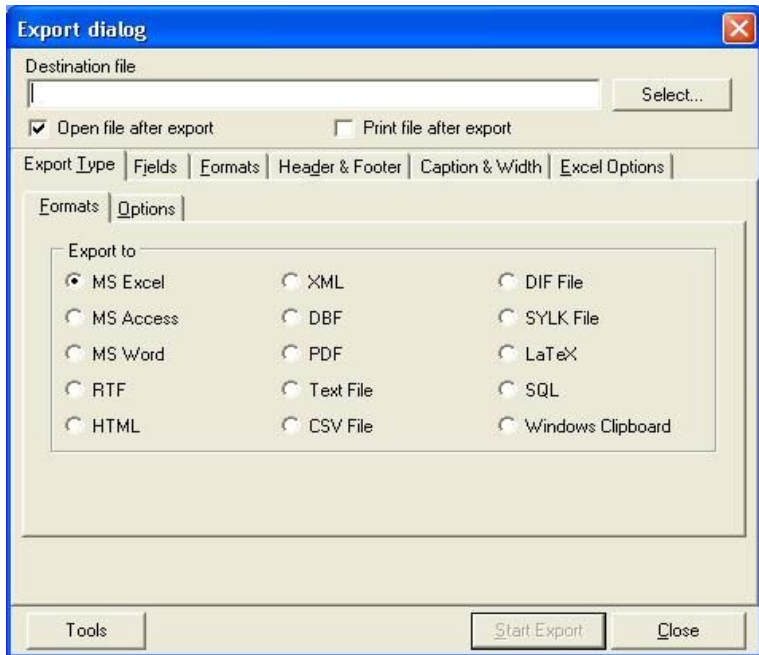 Export dialog
Destination file
Select...
Open file after export Print file after export
Export Type Fields Formats Header & Footer Caption & Width Excel Options
Formats Options
Export to
MS Excel XML DIF File
MS Access DBF SYLK File
MS Word PDF LaTeX
RTF Text File SQL
HTML CSV File Windows Clipboard
Tools Start Export Close